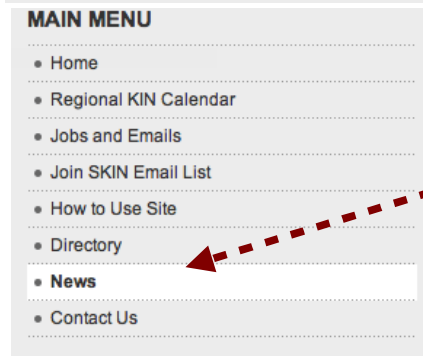 MAIN MENU
Home
Regional KIN Calendar
Jobs and Emails
Join SKIN Email List
How to Use Site
Directory
News
Contact Us